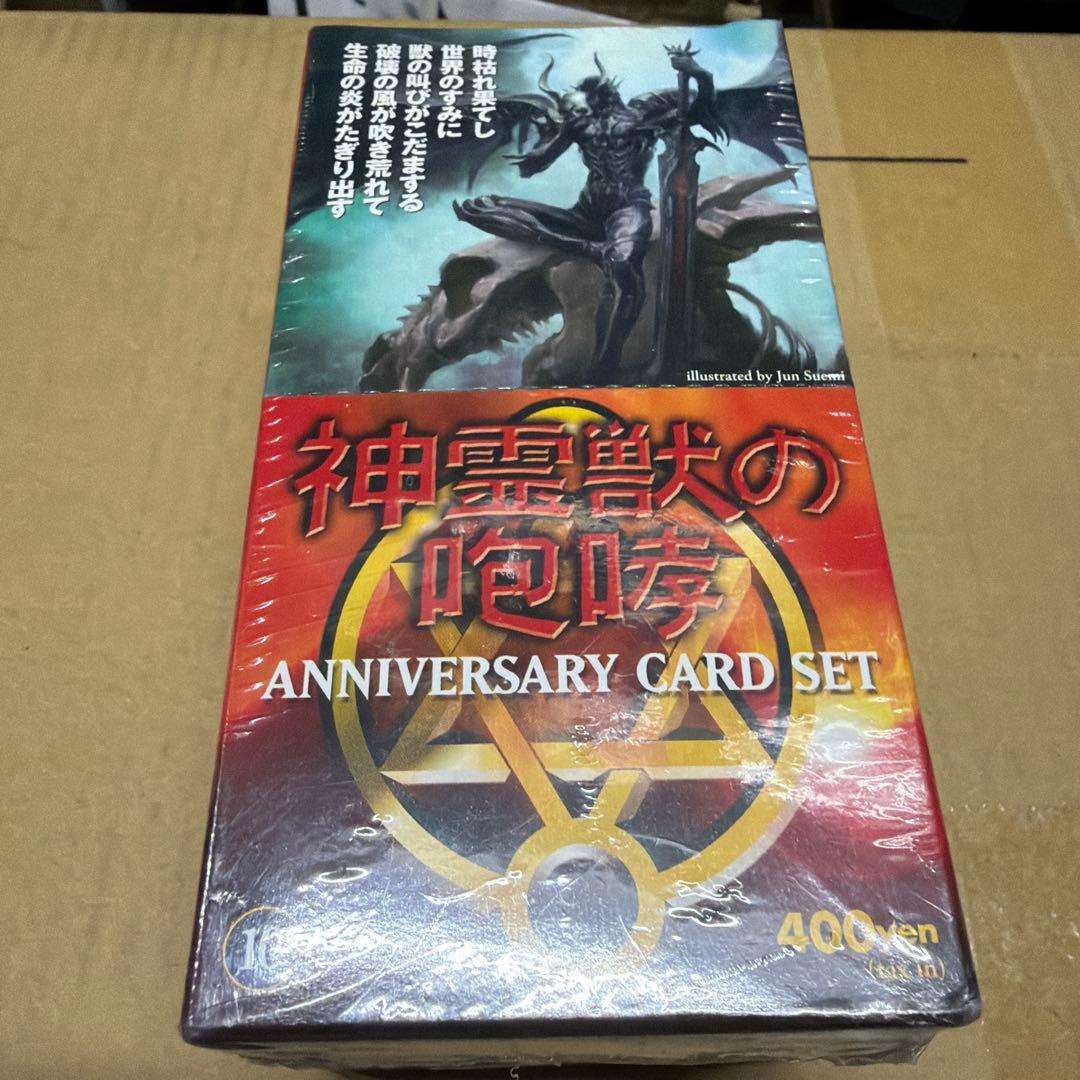 時枯れ果てし
世界のすみに
獣の叫びがこだまする
破壊の風が吹き荒れて
生命の炎がたぎり出す
illustrated by Jun Suemi
神霊獣の
咆哮
ANNIVERSARY CARD SET
400yen
(tax in)